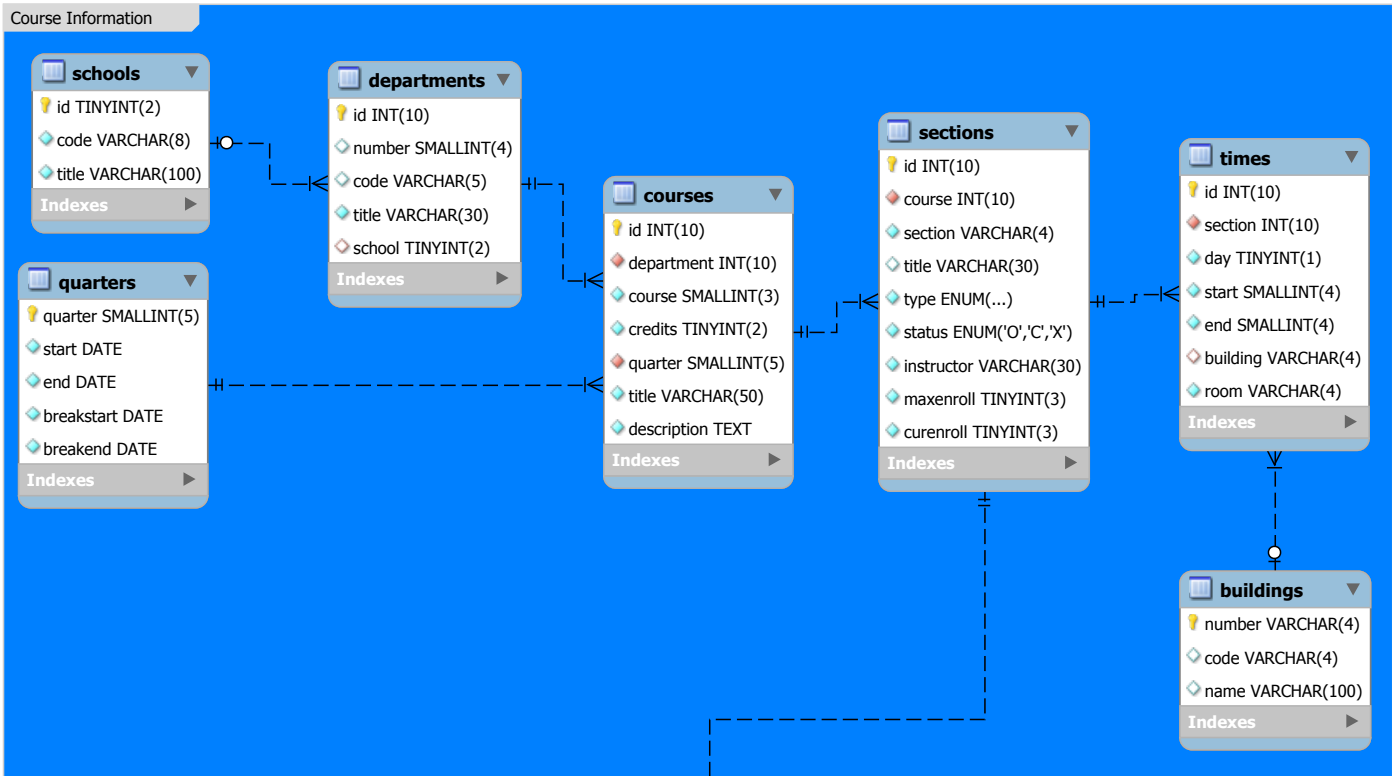 Course Information
schools
id TINYINT(2)
code VARCHAR(8)
title VARCHAR(100)
Indexes
departments
id INT(10)
number SMALLINT(4)
code VARCHAR(5)
title VARCHAR(30)
school TINYINT(2)
Indexes
quarters
quarter SMALLINT(5)
start DATE
end DATE
breakstart DATE
breakend DATE
Indexes
courses
id INT(10)
department INT(10)
course SMALLINT(3)
credits TINYINT(2)
quarter SMALLINT(5)
title VARCHAR(50)
description TEXT
Indexes
sections
id INT(10)
course INT(10)
section VARCHAR(4)
title VARCHAR(30)
type ENUM(...)
status ENUM('O','C','X')
instructor VARCHAR(30)
maxenroll TINYINT(3)
curenroll TINYINT(3)
Indexes
times
id INT(10)
section INT(10)
day TINYINT(1)
start SMALLINT(4)
end SMALLINT(4)
building VARCHAR(4)
room VARCHAR(4)
Indexes
buildings
number VARCHAR(4)
code VARCHAR(4)
name VARCHAR(100)
Indexes